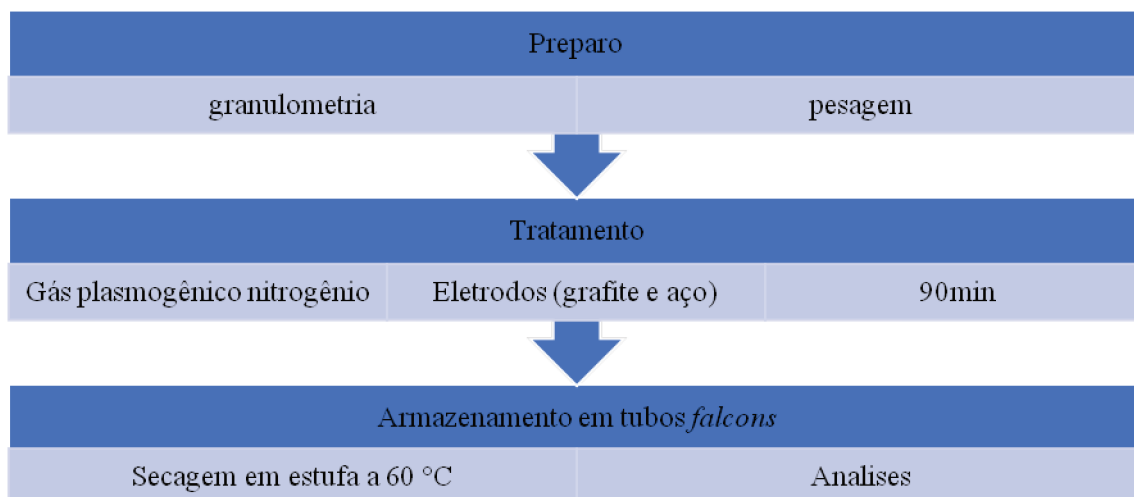 Preparo
granulometria
pesagem
Tratamento
Gás plasmogênico nitrogênio
Eletrodos (grafite e aço)
90min
Armazenamento em tubos falcons
Secagem em estufa a 60 °C
Analises